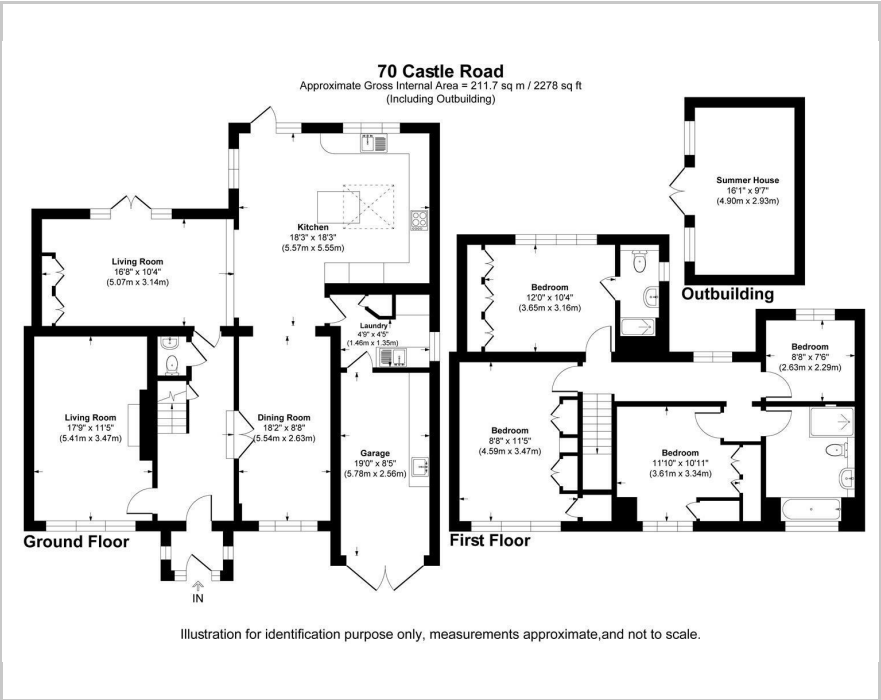 70 Castle Road
Approximate Gross Internal Area = 211.7 sq m / 2278 sq ft
(Including Outbuilding)
Summer House
16'1" x 9'7"
(4.90m x 2.93m)
Outbuilding
Kitchen
18'3" x 18'3"
(5.57m x 5.55m)
Living Room
16'8" x 10'4"
(5.07m x 3.14m)
Laundry
4'9" x 4'5"
(1.46m x 1.35m)
Living Room
17'9" x 11'5"
(5.41m x 3.47m)
Dining Room
18'2" x 8'8"
(5.54m x 2.63m)
Garage
19'0" x 8'5"
(5.78m x 2.56m)
Ground Floor
IN
Bedroom
12'0" x 10'4"
(3.65m x 3.16m)
Bedroom
8'8" x 7'6"
(2.63m x 2.29m)
Bedroom
8'8" x 11'5"
(4.59m x 3.47m)
Bedroom
11'10" x 10'11"
(3.61m x 3.34m)
First Floor
Illustration for identification purpose only, measurements approximate,and not to scale.